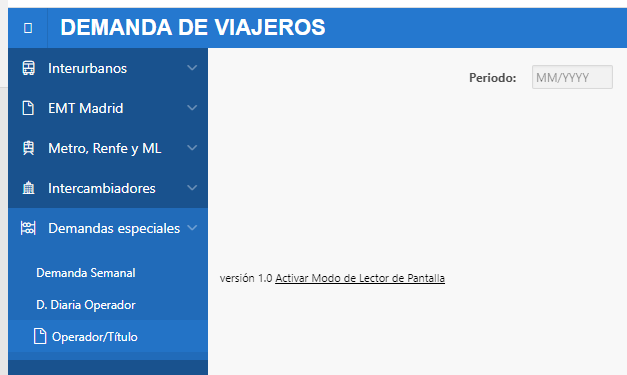 DEMANDA DE VIAJEROS
Interurbanos
EMT Madrid
Metro, Renfe y ML
Intercambiadores
Demandas especiales
Demanda Semanal
D. Diaria Operador
Operador/Título
Periodo: MM/YYYY
versión 1.0 Activar Modo de Lector de Pantalla